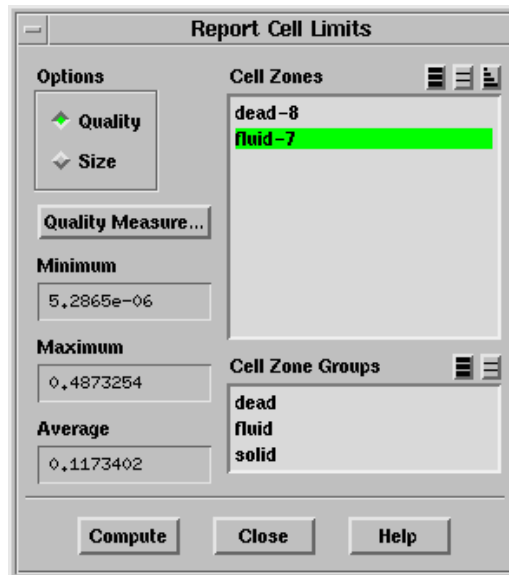 Report Cell Limits
Options
Quality
Size
Quality Measure...
Minimum
5.2865e-06
Maximum
0.4873254
Average
0.1173402
Cell Zones
dead-8
fluid-7
Cell Zone Groups
dead
fluid
solid
Compute
Close
Help